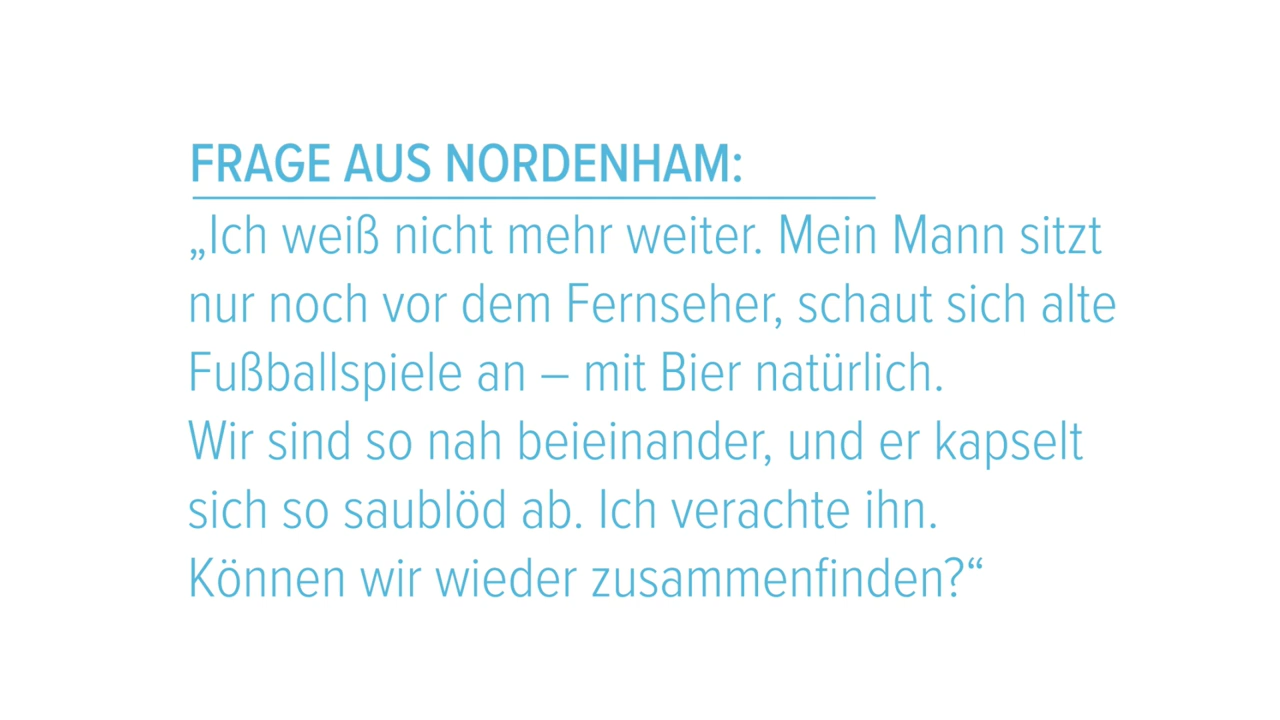 FRAGE AUS NORDENHAM:
„Ich weiß nicht mehr weiter. Mein Mann sitzt
nur noch vor dem Fernseher, schaut sich alte
Fußballspiele an – mit Bier natürlich.
Wir sind so nah beieinander, und er kapselt
sich so saublöd ab. Ich verachte ihn.
Können wir wieder zusammenfinden?“